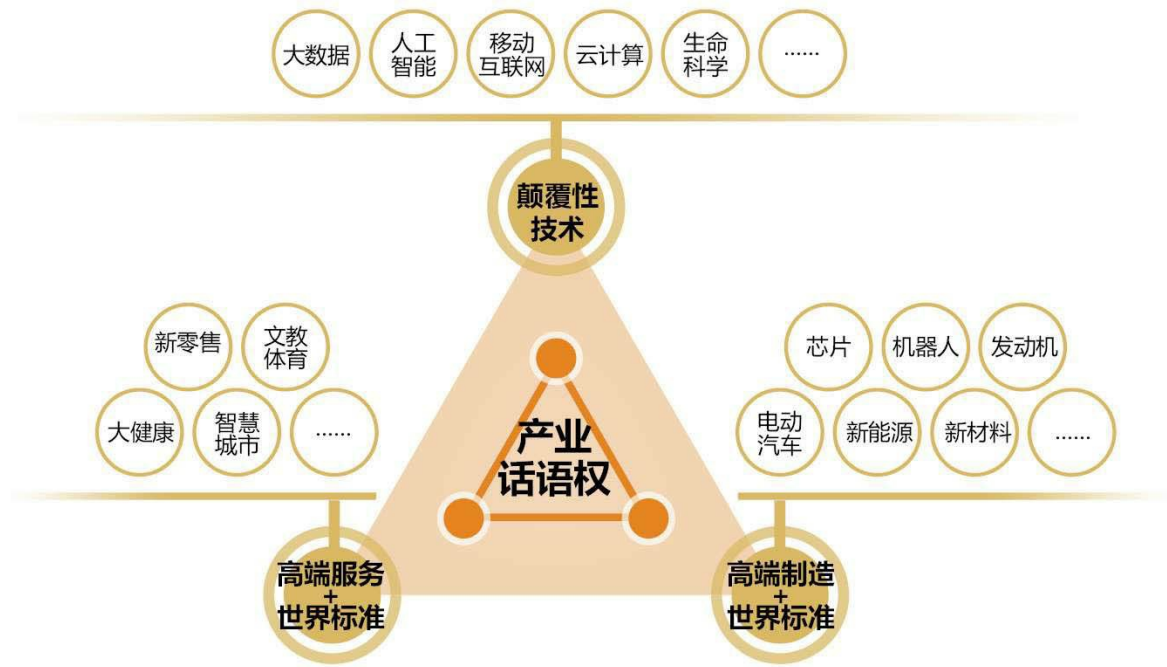 大数据
人工
智能
移动
互联网
云计算
生命
科学
……
颠覆性
技术
新零售
文教
体育
大健康
智慧
城市
……
芯片
机器人
发动机
电动
汽车
新能源
新材料
……
产业
话语权
高端服务
+
世界标准
高端制造
+
世界标准